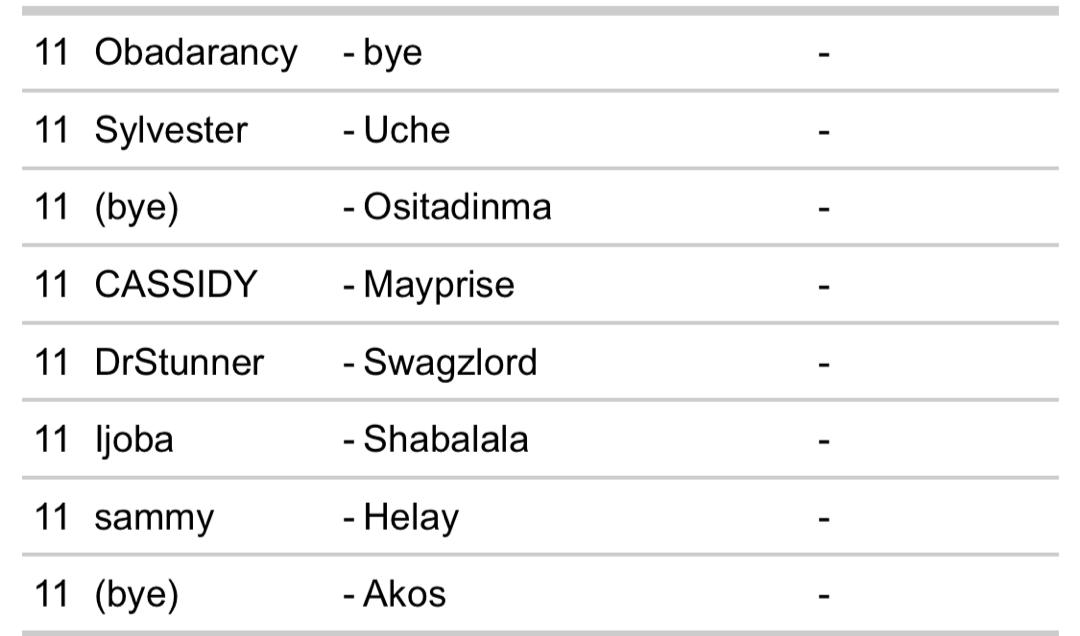 11 Obadarancy - bye -
11 Sylvester - Uche -
11 (bye) - Ositadinma -
11 CASSIDY - Mayprise -
11 DrStunner - Swagzlord -
11 Ijoba - Shabalala -
11 sammy - Helay -
11 (bye) - Akos -